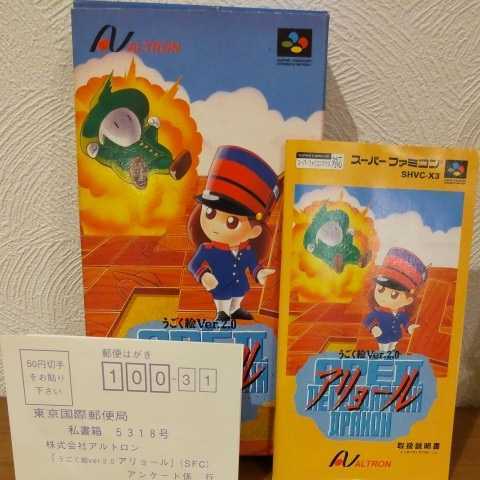 ALTRON
うごく絵Ver.2.0
アリョール
スーパーファミコン
SHVC-X3
うごく絵Ver.2.0
アリョール
取扱説明書
ALTRON
50円切手
をお貼り
下さい
郵便はがき
100-31
東京国際郵便局
私書箱 5318号
株式会社アルトロン
「うごく絵ver2.0 アリョール」(SFC)
アンケート係 行